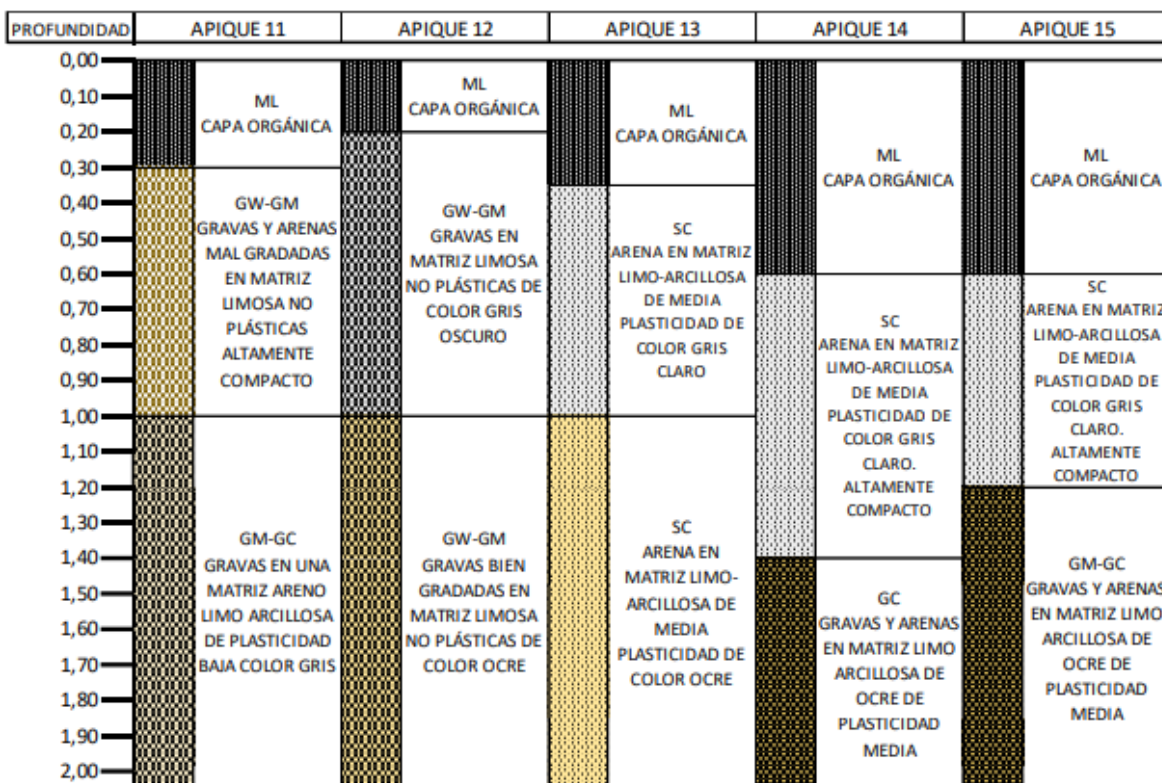 PROFUNDIDAD APIQUE 11 APIQUE 12 APIQUE 13 APIQUE 14 APIQUE 15
0,00
0,10
0,20
0,30
0,40
0,50
0,60
0,70
0,80
0,90
1,00
1,10
1,20
1,30
1,40
1,50
1,60
1,70
1,80
1,90
2,00
ML
CAPA ORGÁNICA
GW-GM
GRAVAS Y ARENAS
MAL GRADADAS
EN MATRIZ
LIMOSA NO
PLÁSTICAS
ALTAMENTE
COMPACTO
GM-GC
GRAVAS EN UNA
MATRIZ ARENO
LIMO ARCILLOSA
DE PLASTICIDAD
BAJA COLOR GRIS
ML
CAPA ORGÁNICA
GW-GM
GRAVAS EN
MATRIZ LIMOSA
NO PLÁSTICAS DE
COLOR GRIS
OSCURO
GW-GM
GRAVAS BIEN
GRADADAS EN
MATRIZ LIMOSA
NO PLÁSTICAS DE
COLOR OCRE
ML
CAPA ORGÁNICA
SC
ARENA EN MATRIZ
LIMO-ARCILLOSA
DE MEDIA
PLASTICIDAD DE
COLOR GRIS
CLARO
SC
ARENA EN
MATRIZ LIMO-
ARCILLOSA DE
MEDIA
PLASTICIDAD DE
COLOR OCRE
ML
CAPA ORGÁNICA
SC
ARENA EN MATRIZ
LIMO-ARCILLOSA
DE MEDIA
PLASTICIDAD DE
COLOR GRIS
CLARO.
ALTAMENTE
COMPACTO
GC
GRAVAS Y ARENAS
EN MATRIZ LIMO
ARCILLOSA DE
OCRE DE
PLASTICIDAD
MEDIA
ML
CAPA ORGÁNICA
SC
ARENA EN MATRIZ
LIMO-ARCILLOSA
DE MEDIA
PLASTICIDAD DE
COLOR GRIS
CLARO.
ALTAMENTE
COMPACTO
GM-GC
GRAVAS Y ARENAS
EN MATRIZ LIMO
ARCILLOSA DE
OCRE DE
PLASTICIDAD
MEDIA